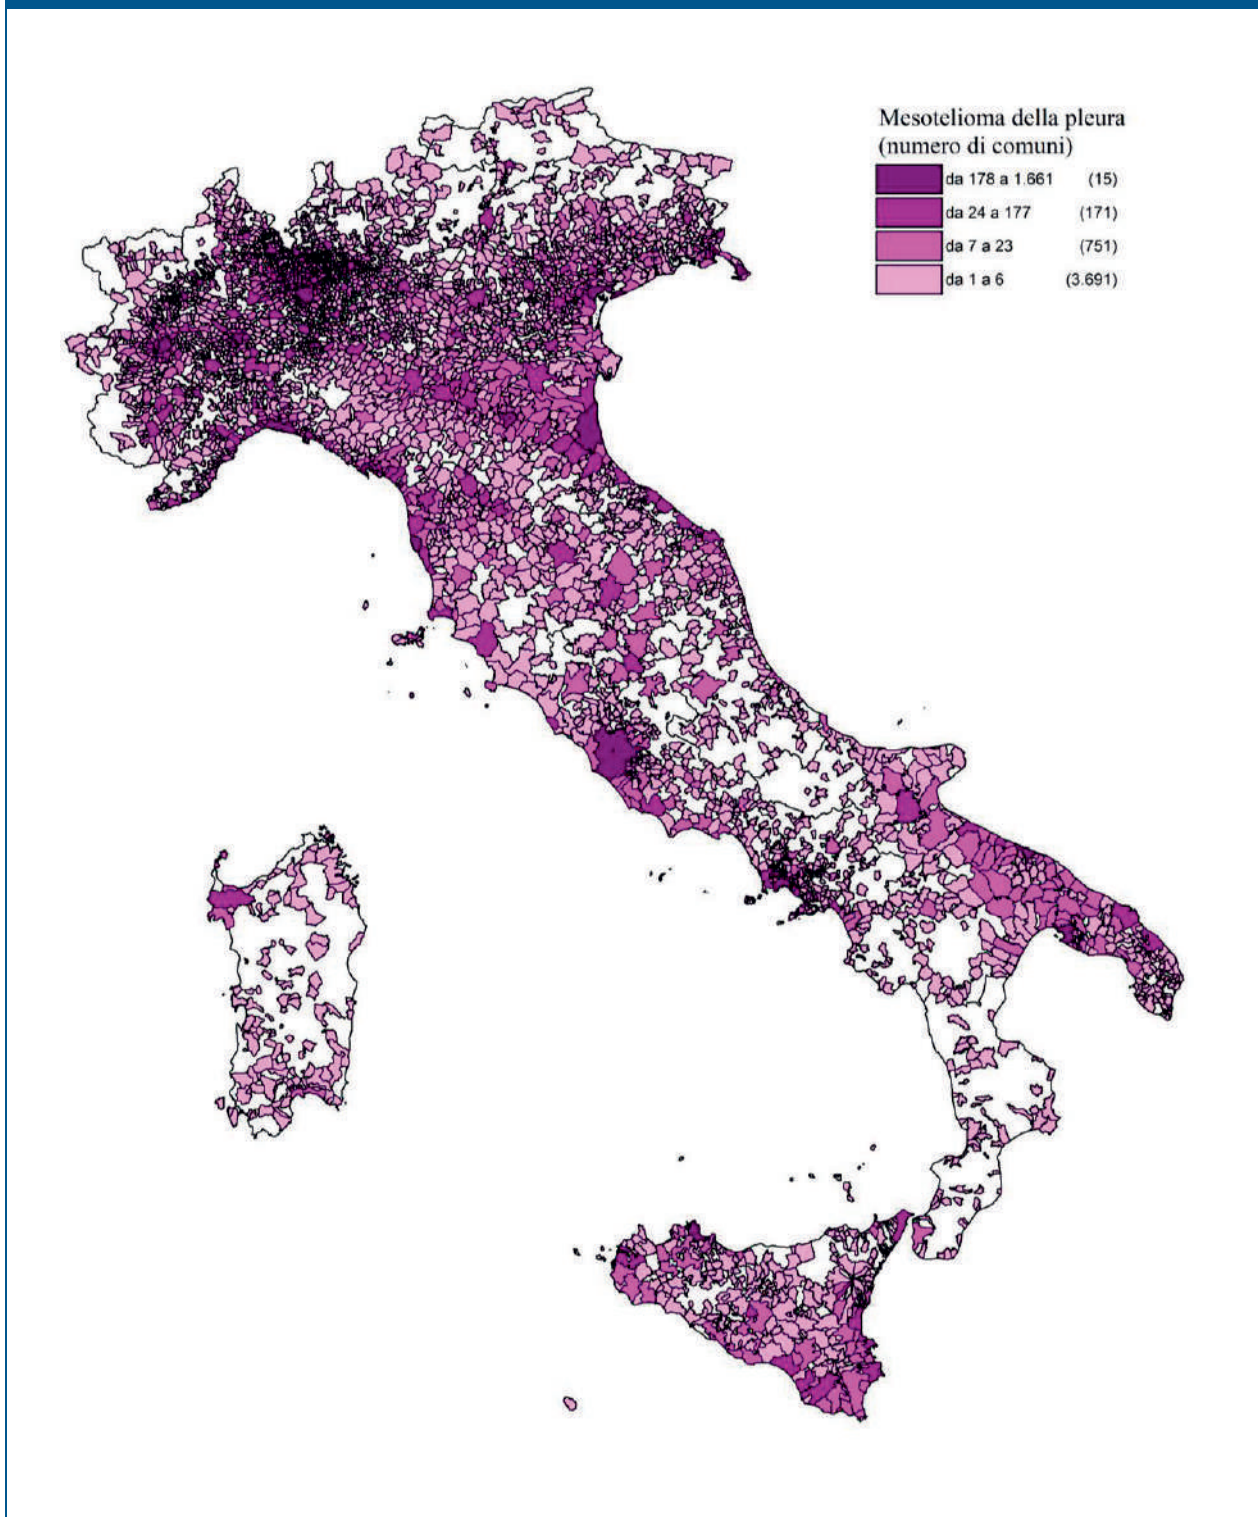 Mesotelioma della pleura
(numero di comuni)
da 178 a 1.661 (15)
da 24 a 177 (171)
da 7 a 23 (751)
da 1 a 6 (3.691)